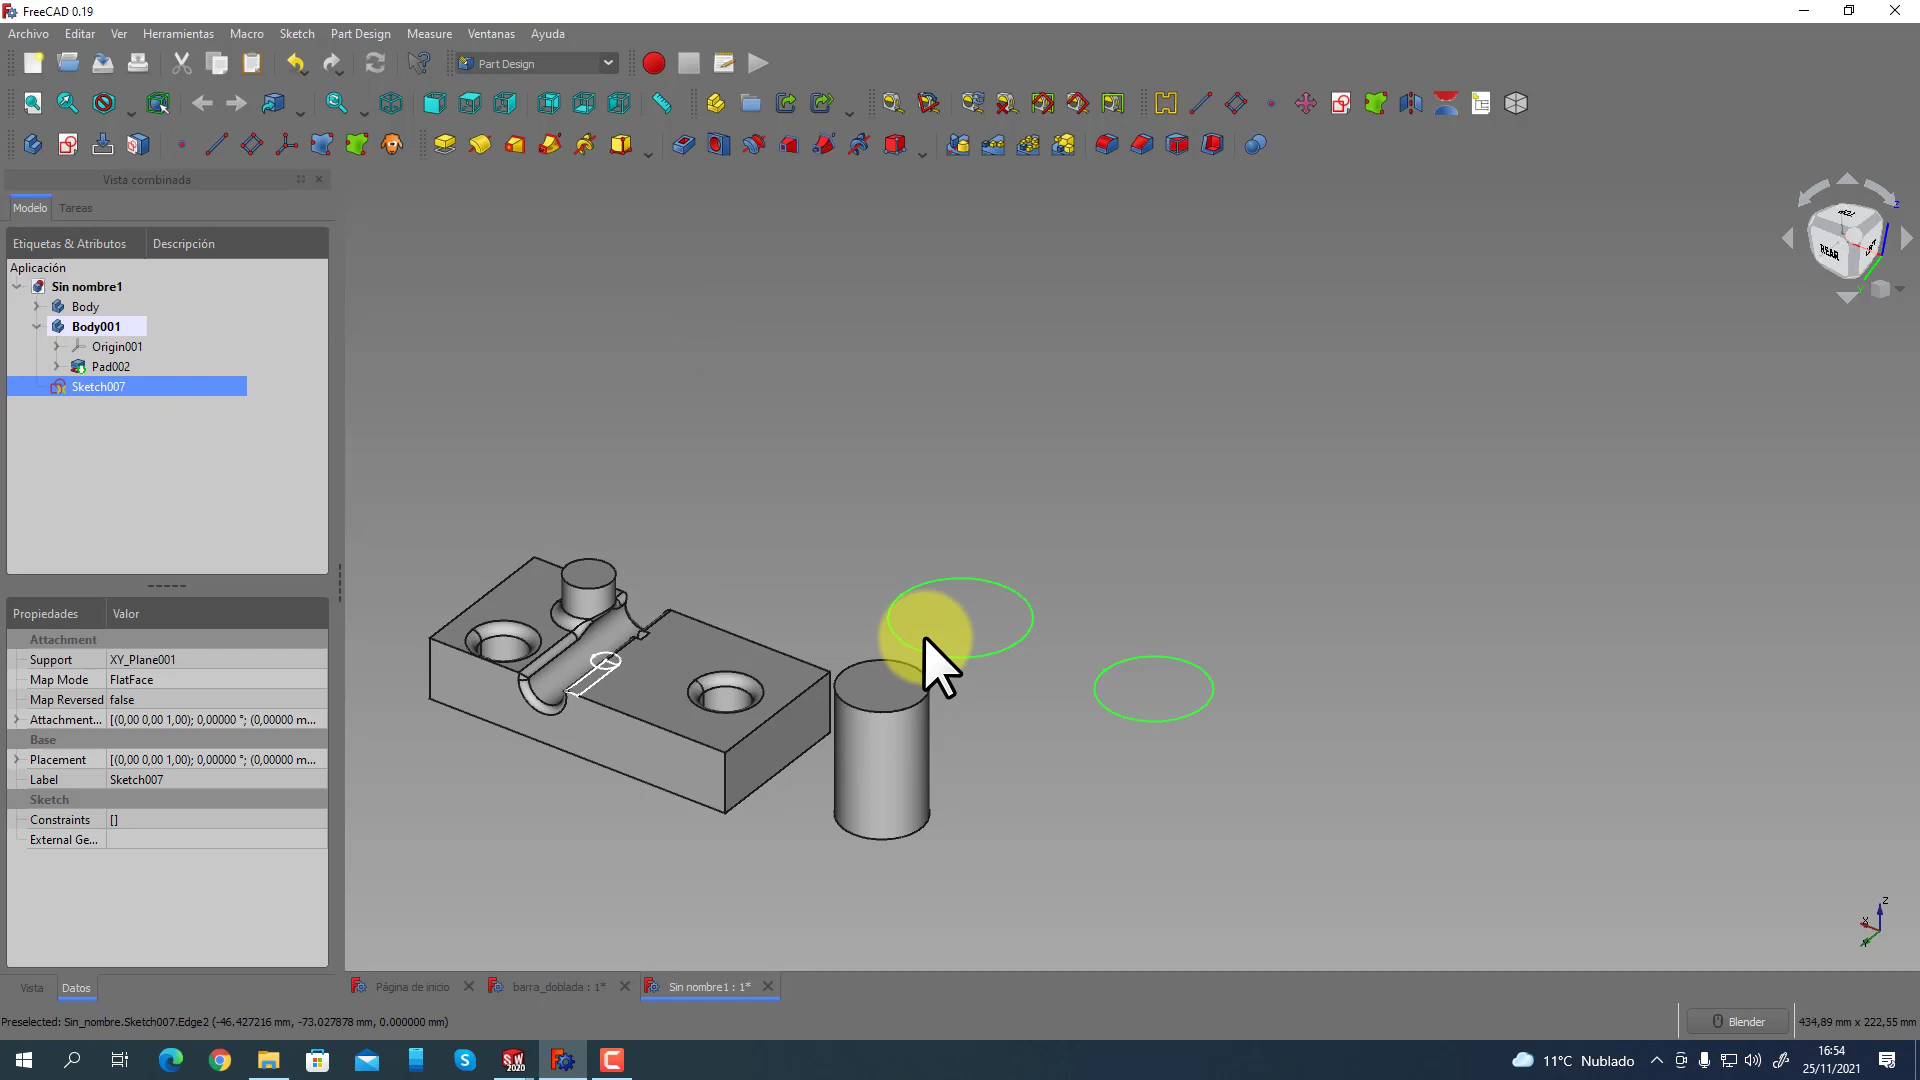 FreeCAD 0.19
Archivo Editar Ver Herramientas Macro Sketch Part Design Measure Ventanas Ayuda
Part Design
Vista combinada
Modelo Tareas
Etiquetas & Atributos Descripción
Aplicación
Sin nombre1
Body
Body001
Origin001
Pad002
Sketch007
REAR
Z
Propiedades Valor
Attachment
Support XY_Plane001
Map Mode FlatFace
Map Reversed false
Attachment... [(0,00 0,00 1,00); 0,00000 °; (0,00000 m...
Base
Placement [(0,00 0,00 1,00); 0,00000 °; (0,00000 m...
Label Sketch007
Sketch
Constraints []
External Ge...
Z
X
Y
Vista Datos
Página de inicio barra_doblada : 1* Sin nombre1 : 1*
Preselected: Sin_nombre.Sketch007.Edge2 (-46.427216 mm, -73.027878 mm, 0.000000 mm)
Blender 434,89 mm x 222,55 mm
SW 2020
11°C Nublado
16:54
25/11/2021